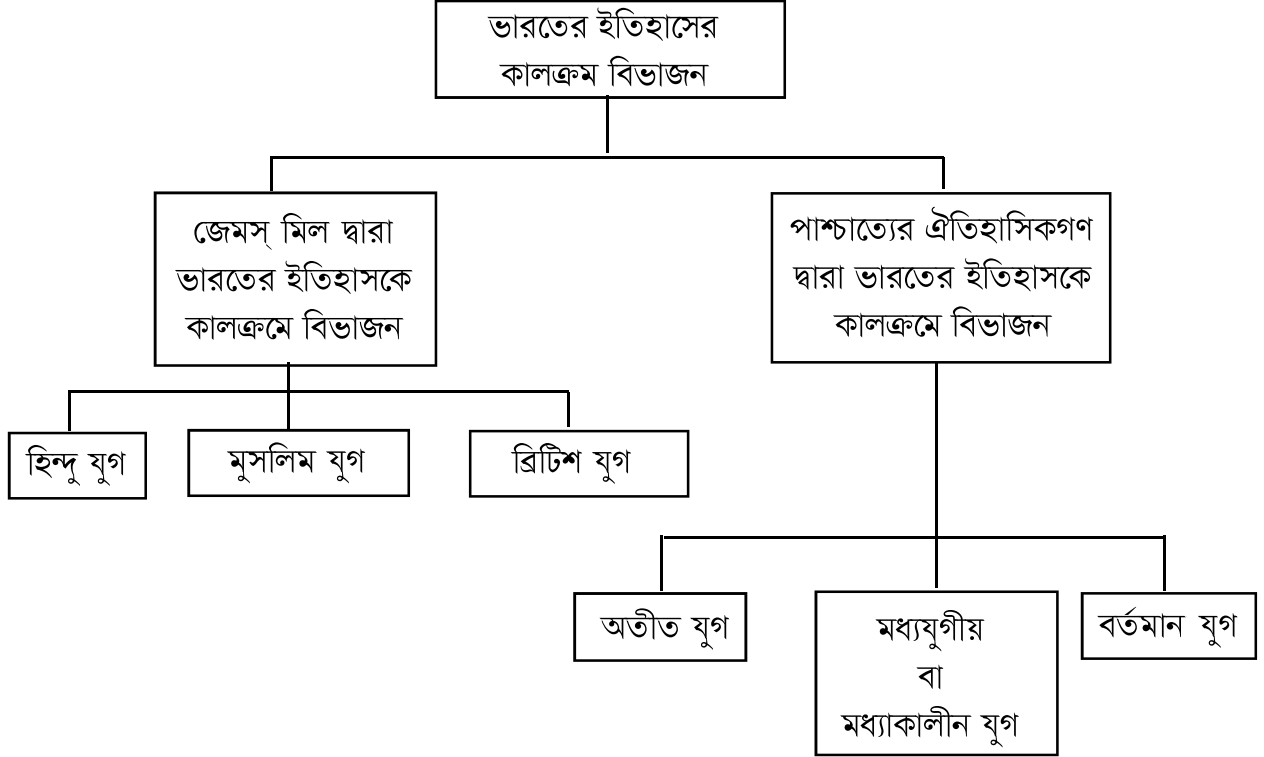 ভারতের ইতিহাসের
কালক্রম বিভাজন
জেমস্ মিল দ্বারা
ভারতের ইতিহাসকে
কালক্রমে বিভাজন
পাশ্চাত্যের ঐতিহাসিকগণ
দ্বারা ভারতের ইতিহাসকে
কালক্রমে বিভাজন
হিন্দু যুগ
মুসলিম যুগ
ব্রিটিশ যুগ
অতীত যুগ
মধ্যযুগীয়
বা
মধ্যাকালীন যুগ
বর্তমান যুগ